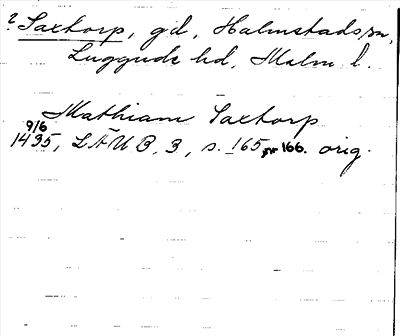 ? Saxtorp, gd, Halmstads sn,
Luggude hd, Malm. l.
Mathiam Saxtorp
9/6
1435, LÄUB, 3, s. 165, nr 166. orig.